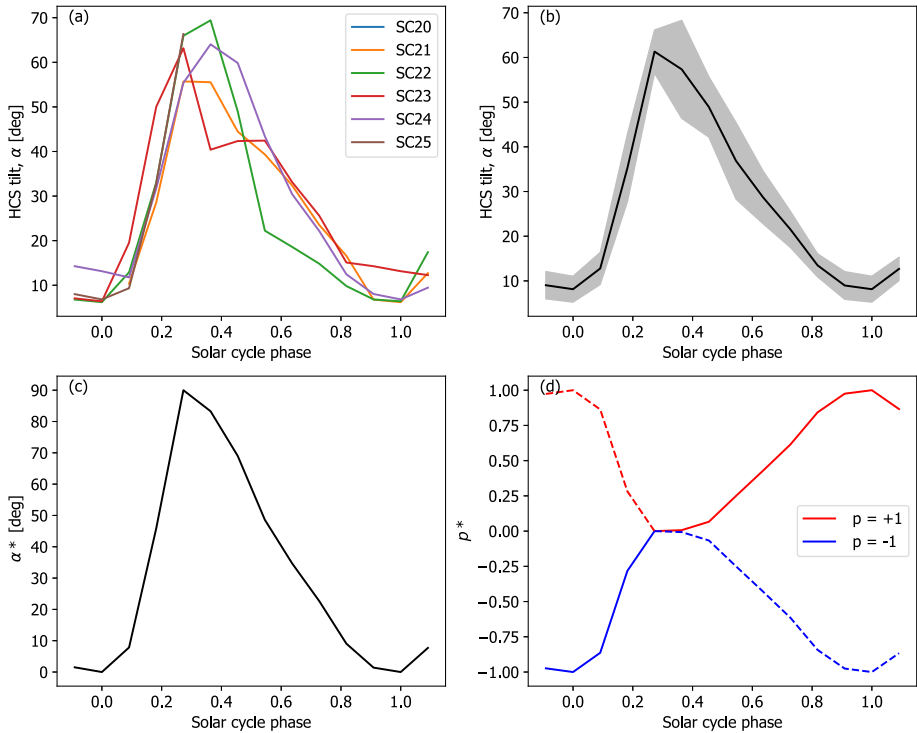 (a)
SC20
SC21
SC22
SC23
SC24
SC25
70
60
50
40
30
20
10
HCS tilt, α [deg]
0.0 0.2 0.4 0.6 0.8 1.0
Solar cycle phase
(b)
70
60
50
40
30
20
10
HCS tilt, α [deg]
0.0 0.2 0.4 0.6 0.8 1.0
Solar cycle phase
(c)
90
80
70
60
50
40
30
20
10
0
α* [deg]
0.0 0.2 0.4 0.6 0.8 1.0
Solar cycle phase
(d)
1.00
0.75
0.50
0.25
0.00
−0.25
−0.50
−0.75
−1.00
p*
p = +1
p = -1
0.0 0.2 0.4 0.6 0.8 1.0
Solar cycle phase